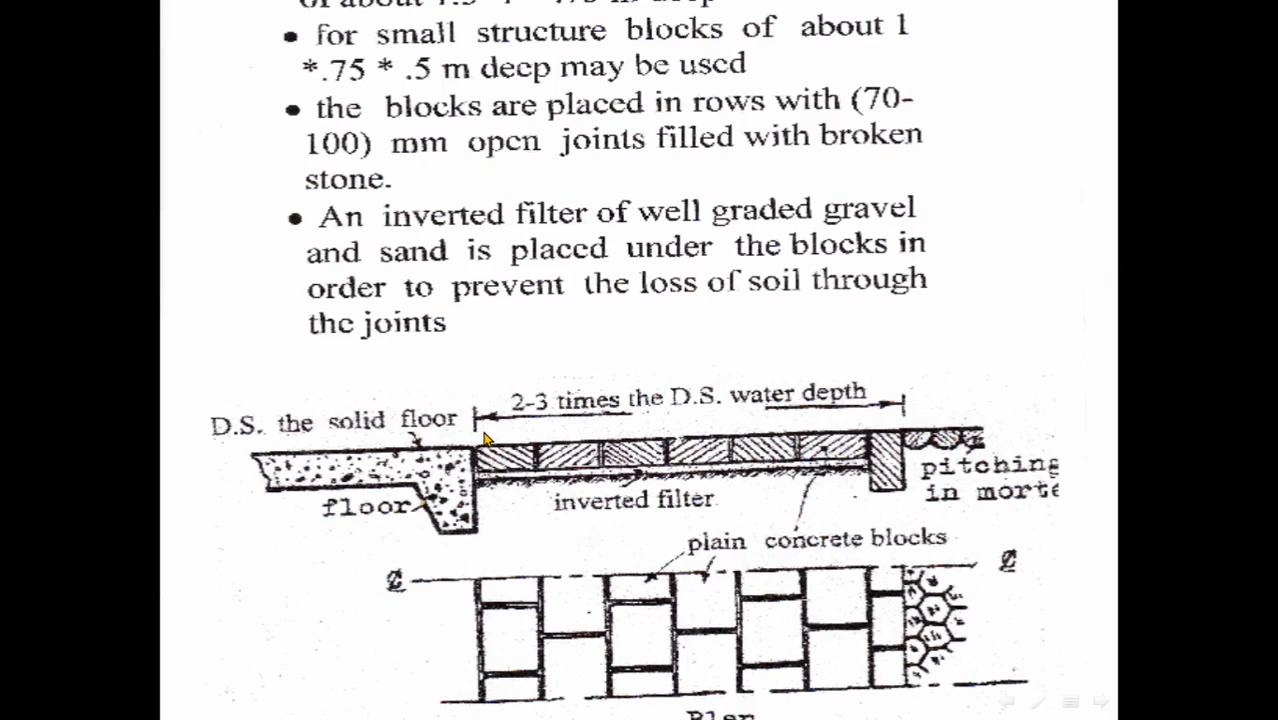 • for small structure blocks of about 1
*.75 * .5 m deep may be used
• the blocks are placed in rows with (70-
100) mm open joints filled with broken
stone.
• An inverted filter of well graded gravel
and sand is placed under the blocks in
order to prevent the loss of soil through
the joints
2-3 times the D.S. water depth
D.S. the solid floor
pitching
in morte
floor
inverted filter
plain concrete blocks